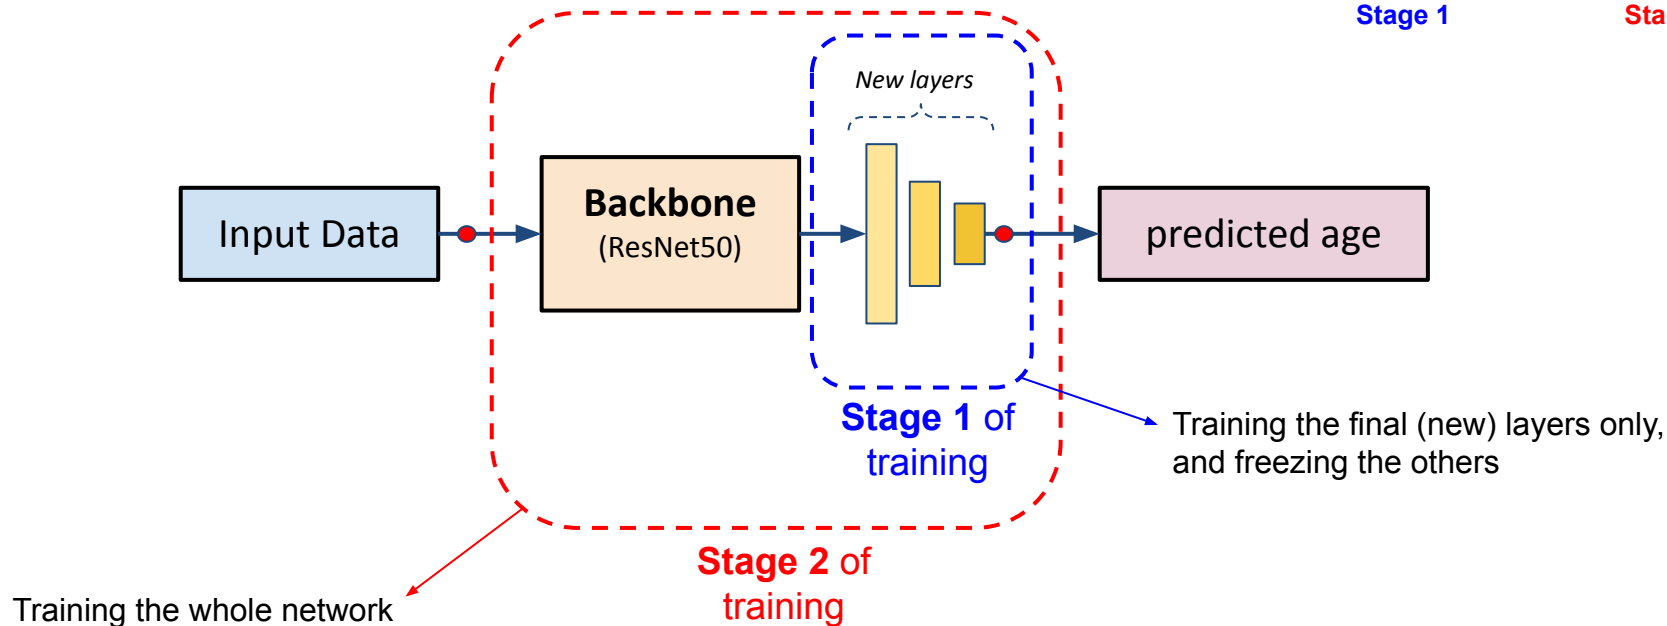 Stage 1
Sta
New layers
Backbone
(ResNet50)
Input Data
predicted age
Stage 1 of
training
Training the final (new) layers only,
and freezing the others
Stage 2 of
training
Training the whole network